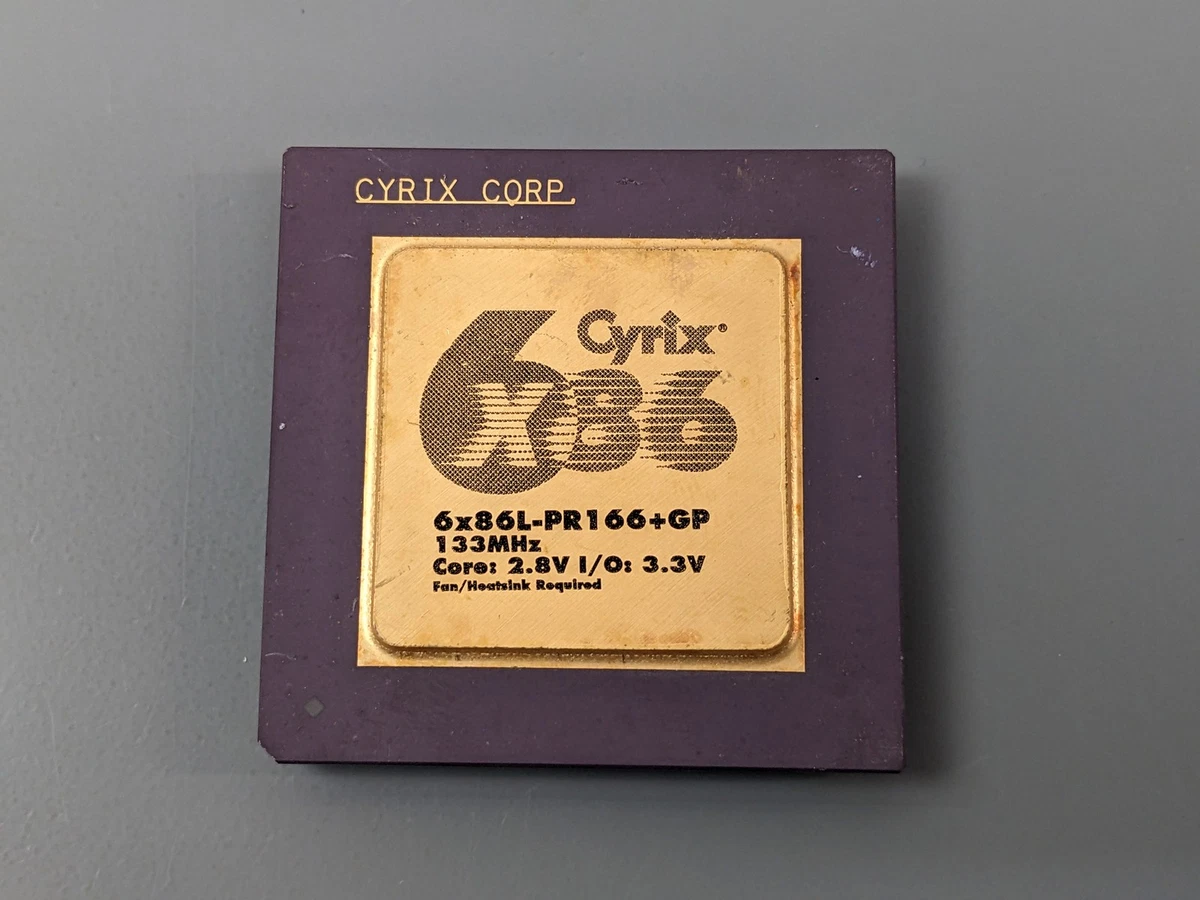 CYRIX CORP.
Cyrix®
6x86
6x86L-PR166+GP
133MHz
Core: 2.8V I/O: 3.3V
Fan/Heatsink Required